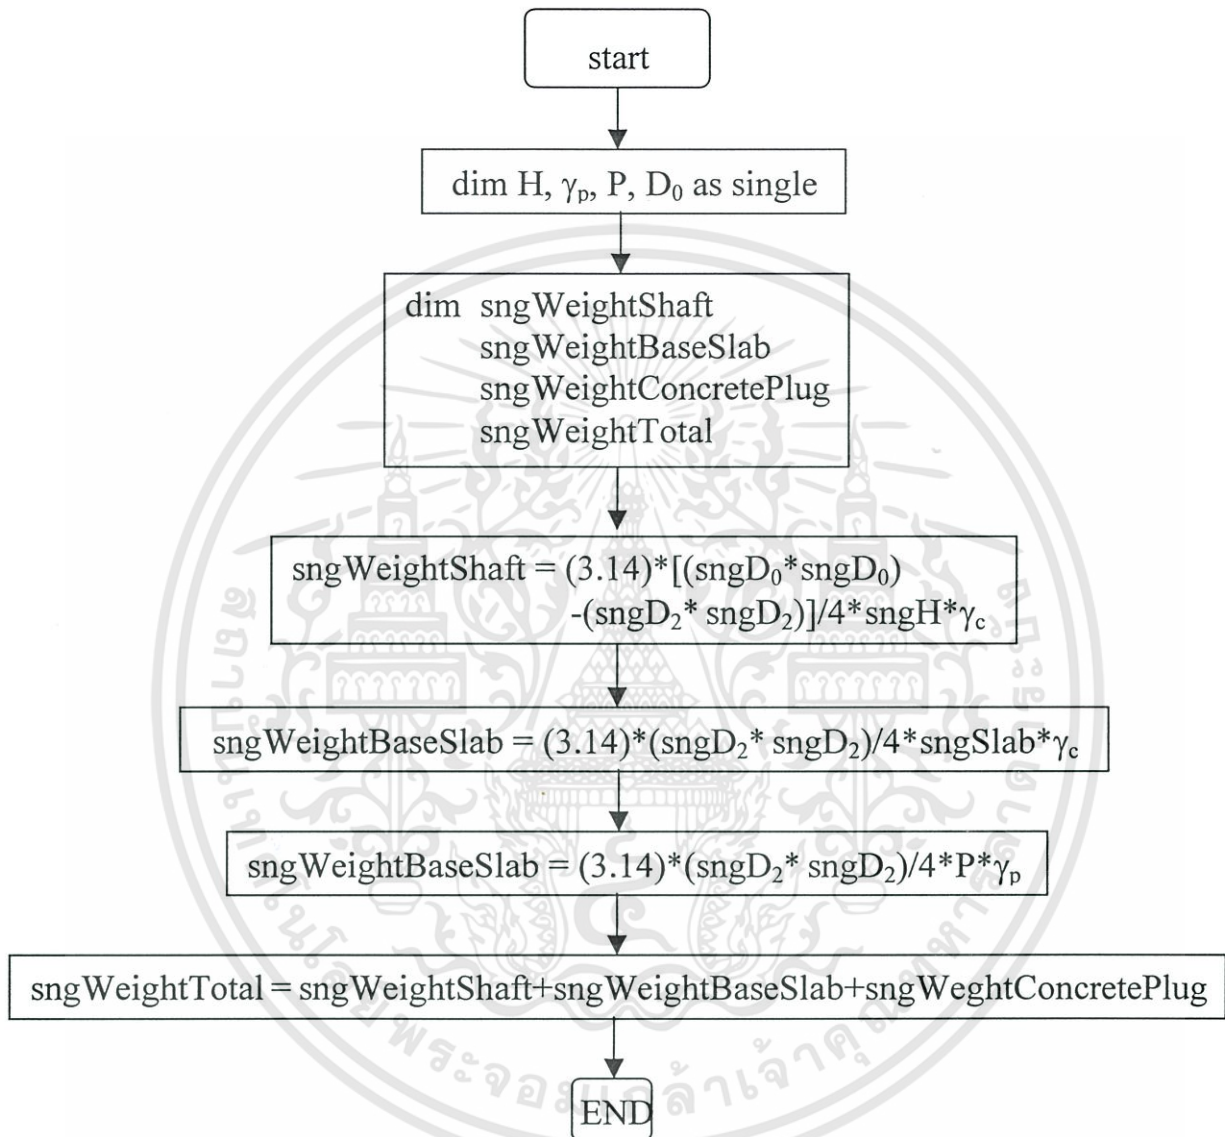 start
dim H, γp, P, D0 as single
dim sngWeightShaft
sngWeightBaseSlab
sngWeightConcretePlug
sngWeightTotal
sngWeightShaft = (3.14)*[(sngD0*sngD0)
-(sngD2* sngD2)]/4*sngH*γc
sngWeightBaseSlab = (3.14)*(sngD2* sngD2)/4*sngSlab*γc
sngWeightBaseSlab = (3.14)*(sngD2* sngD2)/4*P*γp
sngWeightTotal = sngWeightShaft+sngWeightBaseSlab+sngWeghtConcretePlug
END